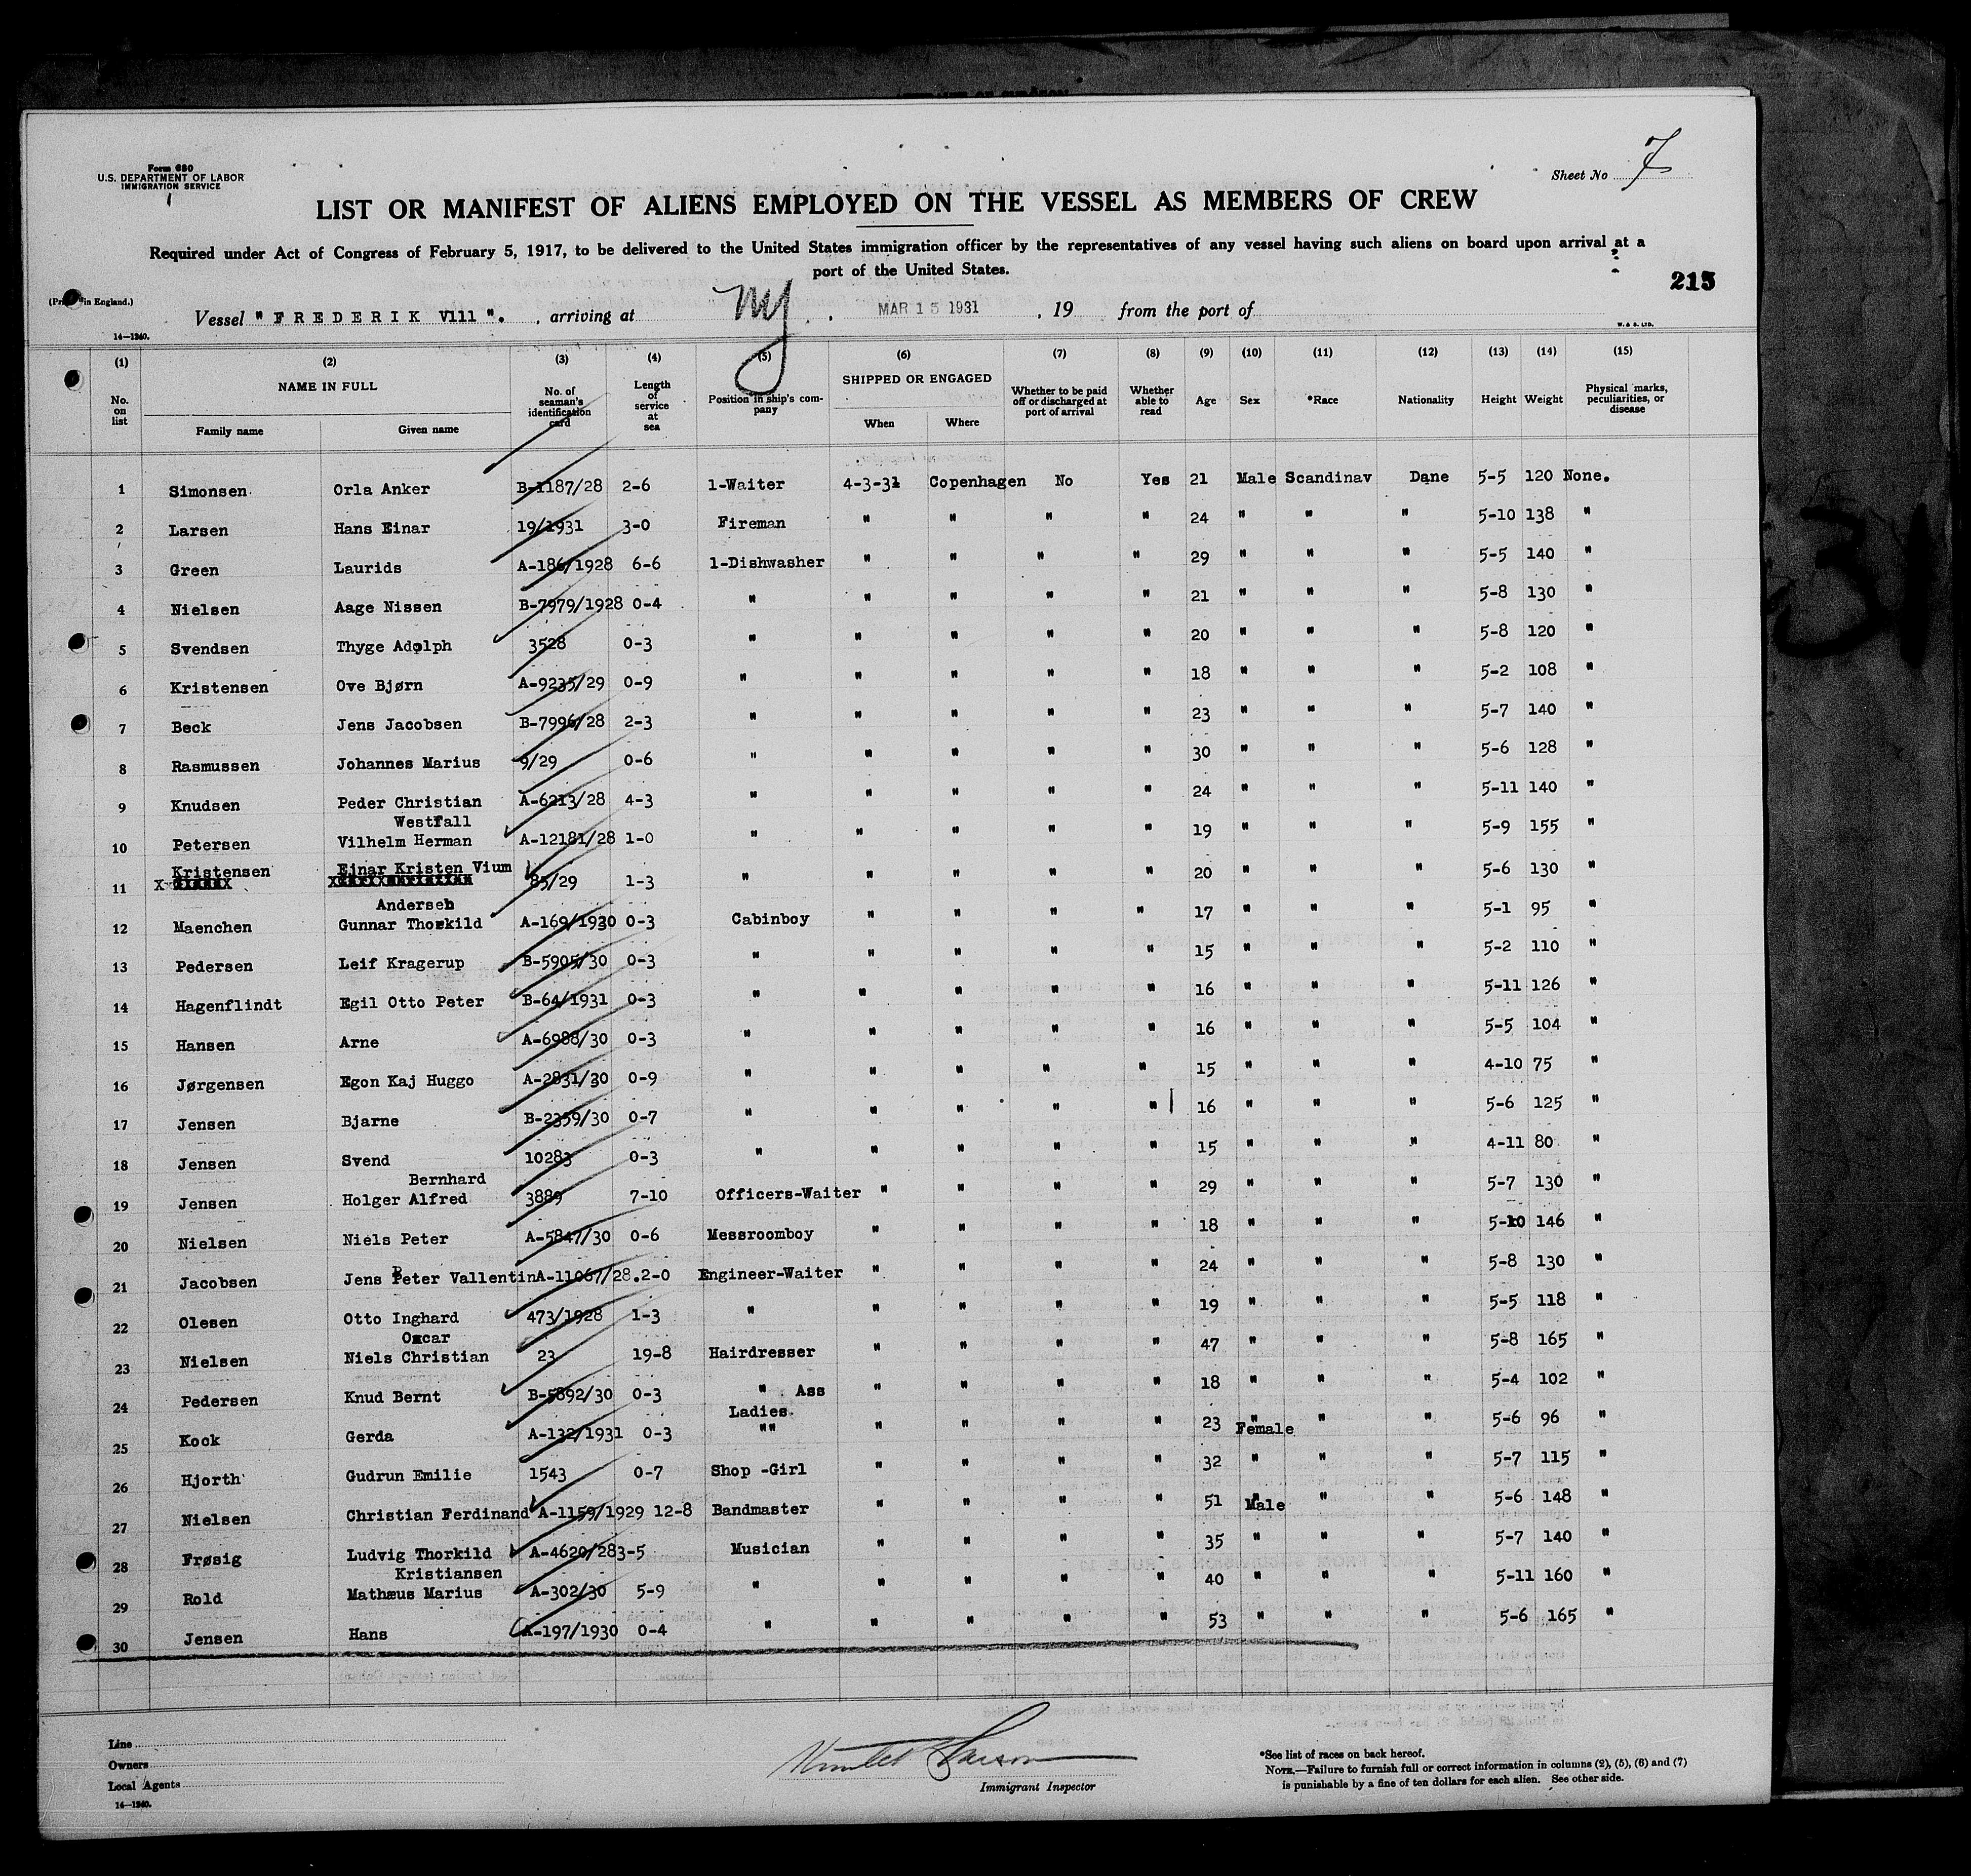 Form 680
U.S. DEPARTMENT OF LABOR
IMMIGRATION SERVICE
Sheet No 7
LIST OR MANIFEST OF ALIENS EMPLOYED ON THE VESSEL AS MEMBERS OF CREW
Required under Act of Congress of February 5, 1917, to be delivered to the United States immigration officer by the representatives of any vessel having such aliens on board upon arrival at a
port of the United States.
215
in England.)
Vessel "FREDERIK V111". , arriving at NY , MAR 15 1931 , 19 from the port of
14—1240. W. & S. LTD.
(1) (2) (3) (4) (5) (6) (7) (8) (9) (10) (11) (12) (13) (14) (15)
No. on list NAME IN FULL Family name Given name No. of seaman's identification card Length of service at sea Position in ship's company SHIPPED OR ENGAGED When Where Whether to be paid off or discharged at port of arrival Whether able to read Age Sex *Race Nationality Height Weight Physical marks, peculiarities, or disease
1 Simonsen Orla Anker B-1187/28 2-6 1-Waiter 4-3-31 Copenhagen No Yes 21 Male Scandinav Dane 5-5 120 None.
2 Larsen Hans Einar 19/1931 3-0 Fireman " " " " 24 " " " 5-10 138 "
3 Green Laurids A-186/1928 6-6 1-Dishwasher " " " " 29 " " " 5-5 140 "
4 Nielsen Aage Nissen B-7979/1928 0-4 " " " " " 21 " " " 5-8 130 "
5 Svendsen Thyge Adolph 3528 0-3 " " " " " 20 " " " 5-8 120 "
6 Kristensen Ove Bjørn A-9235/29 0-9 " " " " " 18 " " " 5-2 108 "
7 Beck Jens Jacobsen B-7996/28 2-3 " " " " " 23 " " " 5-7 140 "
8 Rasmussen Johannes Marius 9/29 0-6 " " " " " 30 " " " 5-6 128 "
9 Knudsen Peder Christian A-6213/28 4-3 " " " " " 24 " " " 5-11 140 "
Westfall
10 Petersen Vilhelm Herman A-12181/28 1-0 " " " " " 19 " " " 5-9 155 "
11 Kristensen Einar Kristen Vium 85/29 1-3 " " " " " 20 " " " 5-6 130 "
Andersen
12 Maenchen Gunnar Thorkild A-169/1930 0-3 Cabinboy " " " " 17 " " " 5-1 95 "
13 Pedersen Leif Kragerup B-5905/30 0-3 " " " " " 15 " " " 5-2 110 "
14 Hagenflindt Egil Otto Peter B-64/1931 0-3 " " " " " 16 " " " 5-11 126 "
15 Hansen Arne A-6988/30 0-3 " " " " " 16 " " " 5-5 104 "
16 Jørgensen Egon Kaj Huggo A-2831/30 0-9 " " " " " 15 " " " 4-10 75 "
17 Jensen Bjarne B-2359/30 0-7 " " " " " 16 " " " 5-6 125 "
18 Jensen Svend 10283 0-3 " " " " " 15 " " " 4-11 80 "
Bernhard
19 Jensen Holger Alfred 3889 7-10 Officers-Waiter " " " " 29 " " " 5-7 130 "
20 Nielsen Niels Peter A-5847/30 0-6 Messroomboy " " " " 18 " " " 5-10 146 "
21 Jacobsen Jens Peter Vallentin A-11067/28. 2-0 Engineer-Waiter " " " " 24 " " " 5-8 130 "
22 Olesen Otto Inghard 473/1928 1-3 " " " " " 19 " " " 5-5 118 "
Oscar
23 Nielsen Niels Christian 23 19-8 Hairdresser " " " " 47 " " " 5-8 165 "
24 Pedersen Knud Bernt B-5892/30 0-3 " Ass " " " " 18 " " " 5-4 102 "
Ladies
25 Kock Gerda A-132/1931 0-3 "" " " " " 23 Female " " 5-6 96 "
26 Hjorth Gudrun Emilie 1543 0-7 Shop -Girl " " " " 32 " " " 5-7 115 "
27 Nielsen Christian Ferdinand A-1159/1929 12-8 Bandmaster " " " " 51 Male " " 5-6 148 "
28 Frøsig Ludvig Thorkild A-4620/28 3-5 Musician " " " " 35 " " " 5-7 140 "
Kristiansen
29 Rold Mathæus Marius A-302/30 5-9 " " " " " 40 " " " 5-11 160 "
30 Jensen Hans A-197/1930 0-4 " " " " " 53 " " " 5-6 165 "
Line
Owners
Local Agents
14—1240.
Immigrant Inspector
*See list of races on back hereof.
NOTE.—Failure to furnish full or correct information in columns (2), (5), (6) and (7)
is punishable by a fine of ten dollars for each alien. See other side.